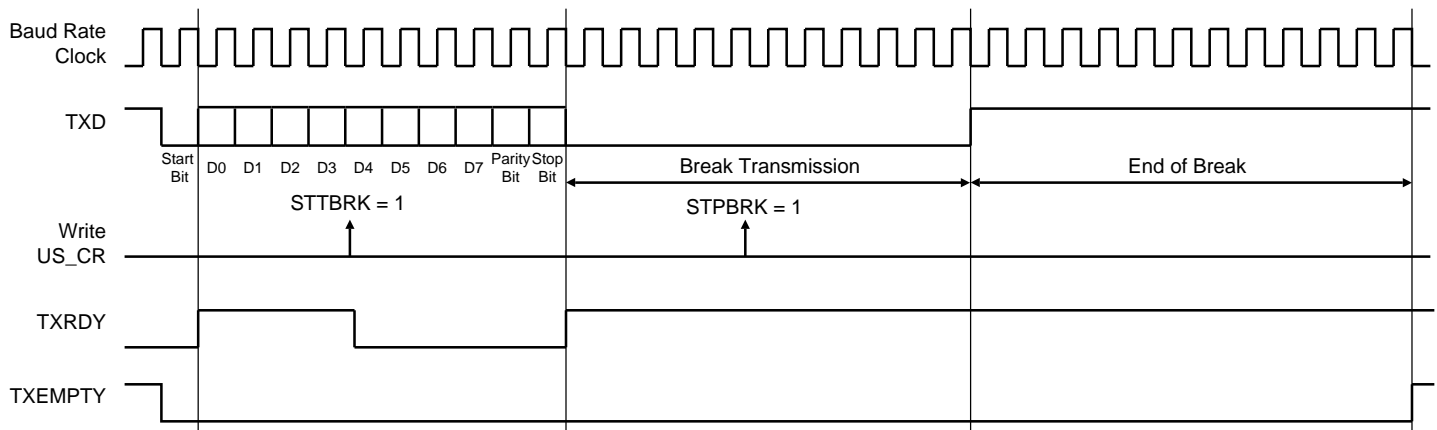 Baud Rate
Clock
TXD
Start
Bit
D0 D1 D2 D3 D4 D5 D6 D7
Parity
Bit
Stop
Bit
Break Transmission
End of Break
STTBRK = 1
STPBRK = 1
Write
US_CR
TXRDY
TXEMPTY